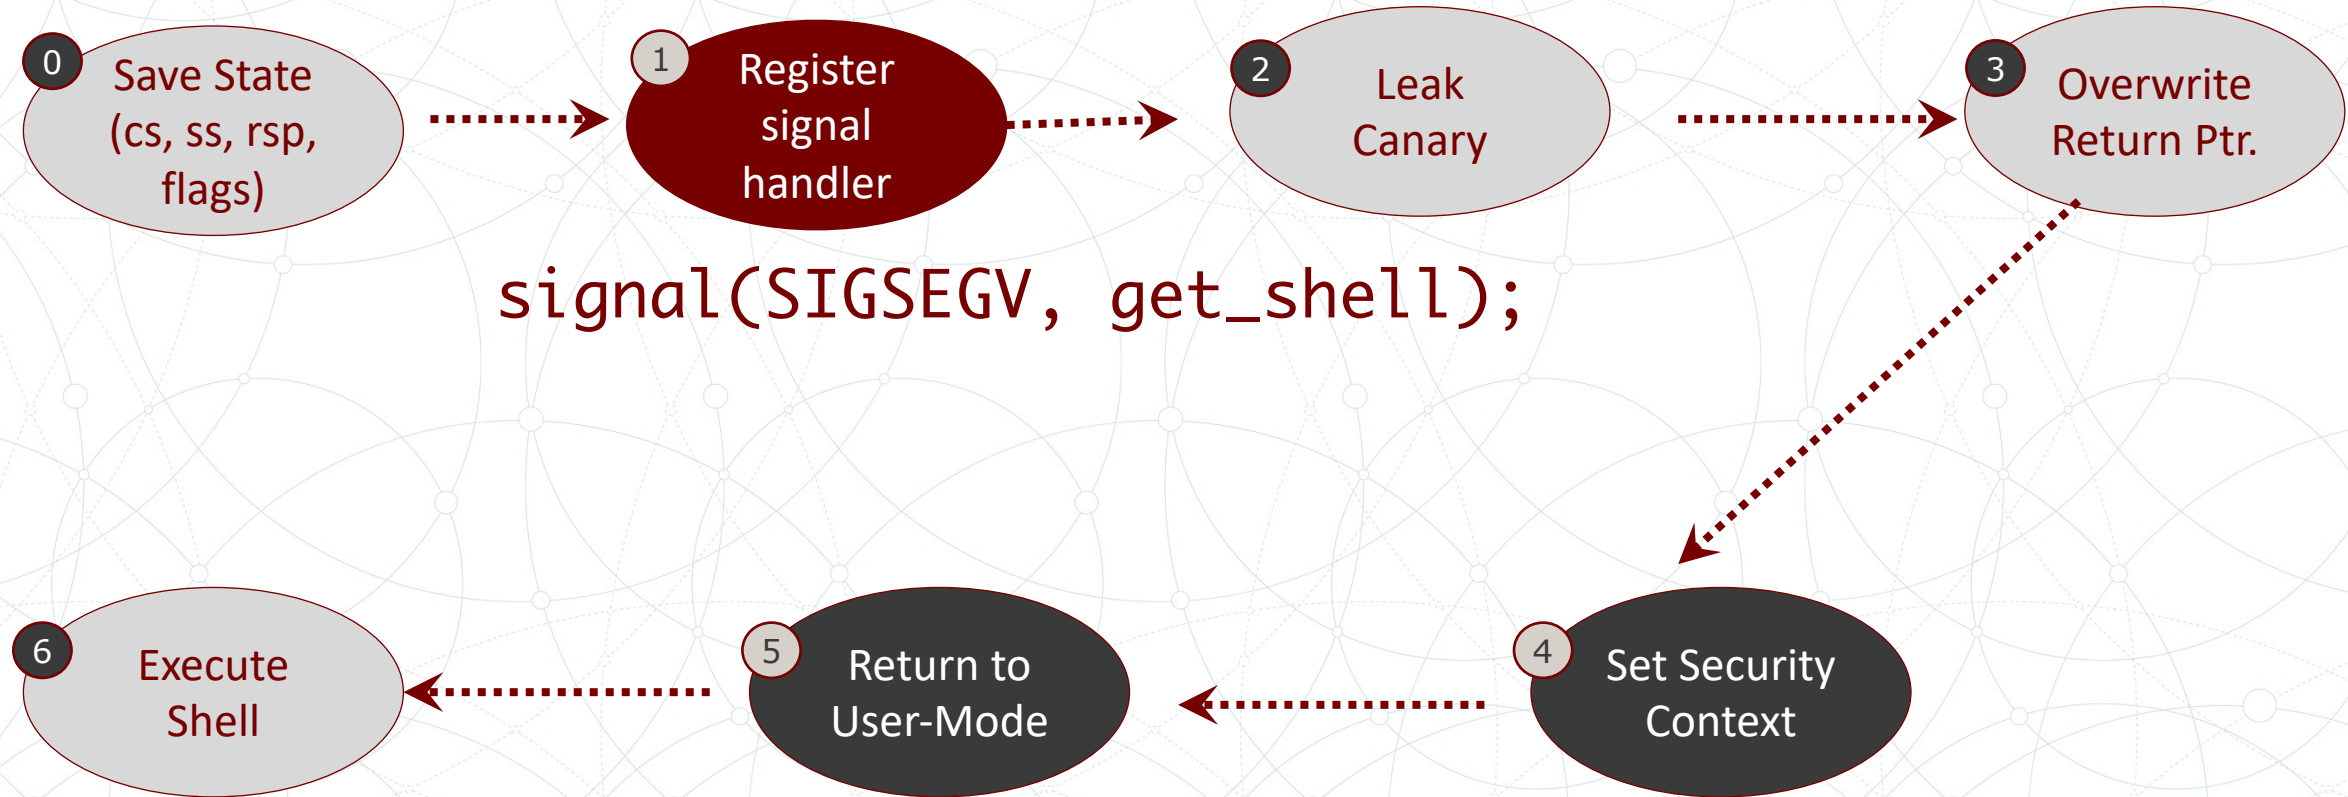 0
Save State
(cs, ss, rsp,
flags)
1
Register
signal
handler
2
Leak
Canary
3
Overwrite
Return Ptr.
signal(SIGSEGV, get_shell);
6
Execute
Shell
5
Return to
User-Mode
4
Set Security
Context